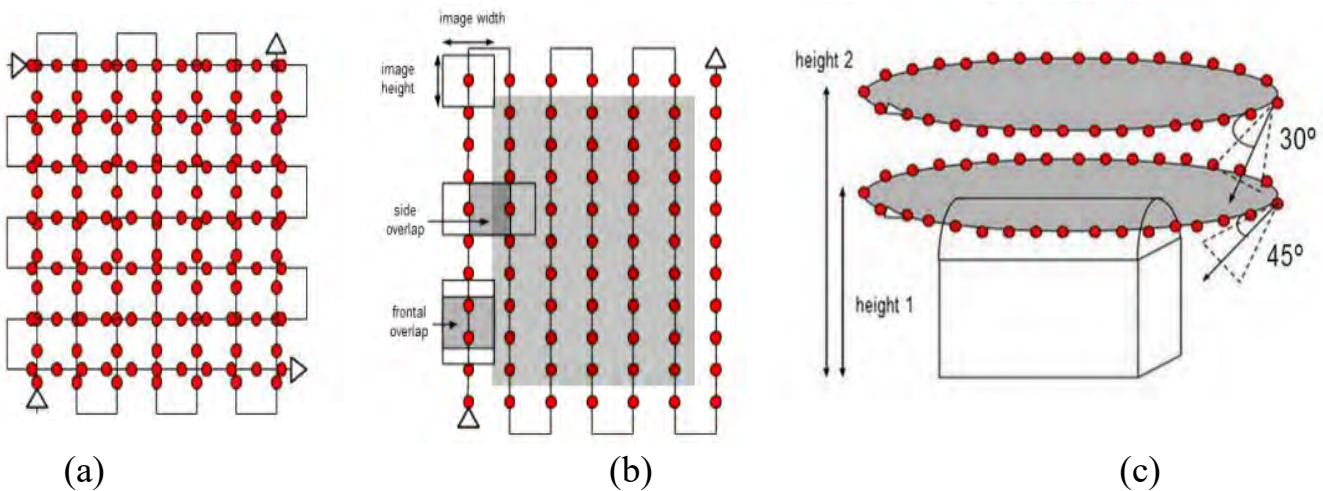 image width
image
height
side
overlap
frontal
overlap
height 2
30º
45º
height 1
(a)
(b)
(c)